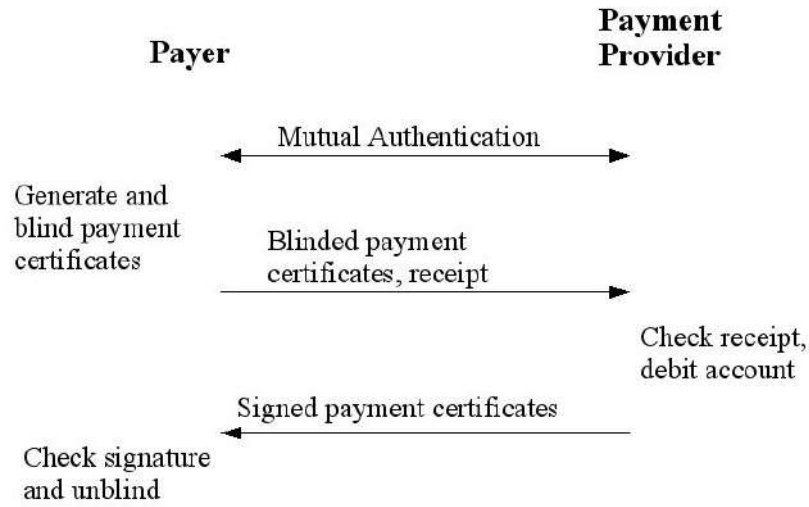 Payer
Payment
Provider
Mutual Authentication
Generate and
blind payment
certificates
Blinded payment
certificates, receipt
Check receipt,
debit account
Signed payment certificates
Check signature
and unblind